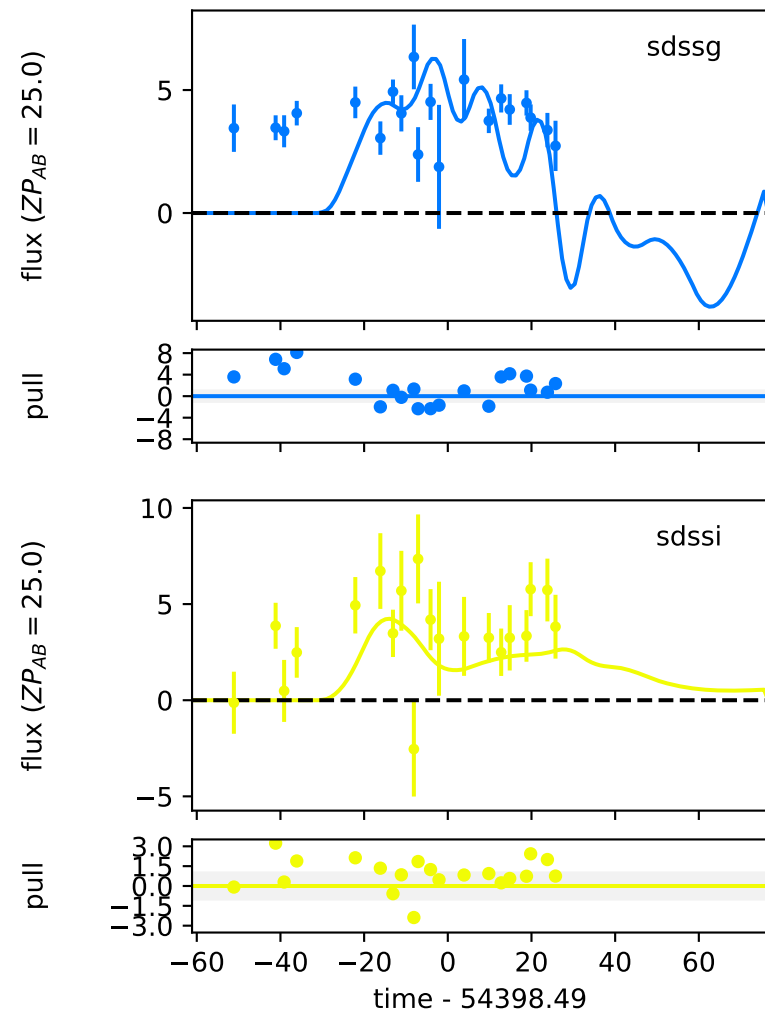 sdssg
flux (ZP_AB = 25.0)
5
0
pull
8
4
0
−4
−8
sdssi
flux (ZP_AB = 25.0)
10
5
0
−5
pull
3.0
1.5
0.0
−1.5
−3.0
−60 −40 −20 0 20 40 60
time - 54398.49